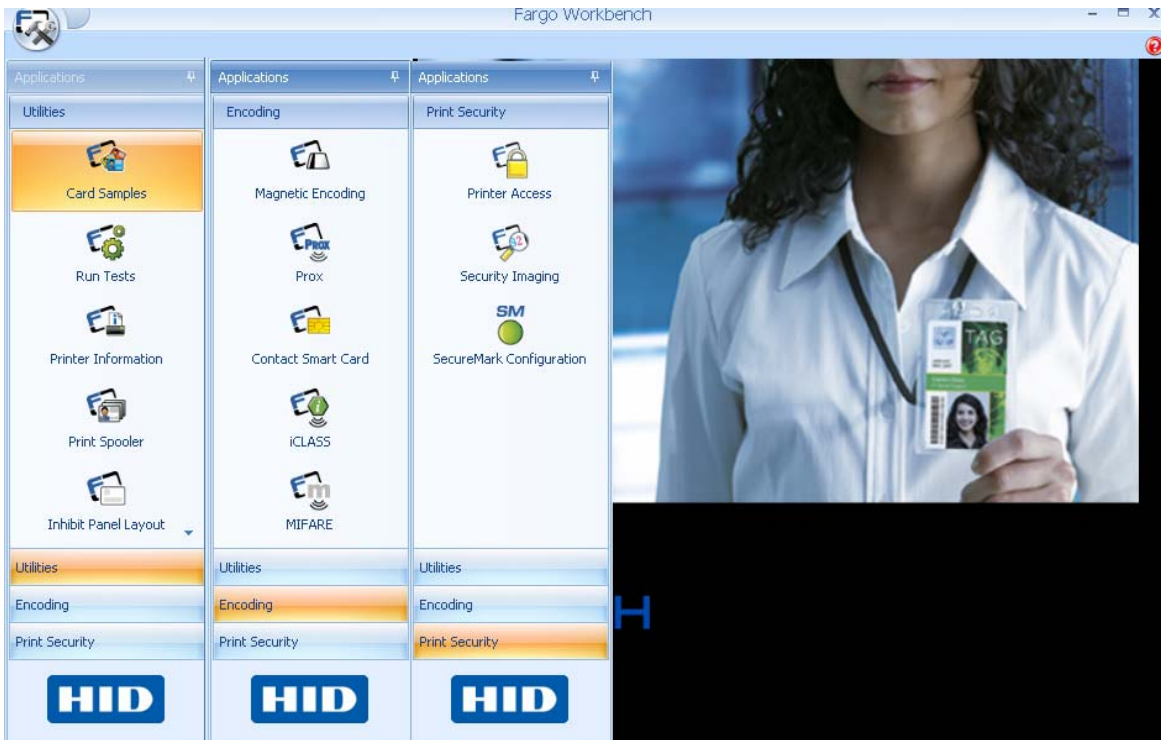 Fargo Workbench
Applications
Utilities
Card Samples
Run Tests
Printer Information
Print Spooler
Inhibit Panel Layout
Utilities
Encoding
Print Security
HID
Applications
Encoding
Magnetic Encoding
PROX
Prox
Contact Smart Card
iCLASS
MIFARE
Utilities
Encoding
Print Security
HID
Applications
Print Security
Printer Access
Security Imaging
SM
SecureMark Configuration
Utilities
Encoding
Print Security
HID
TAG
H